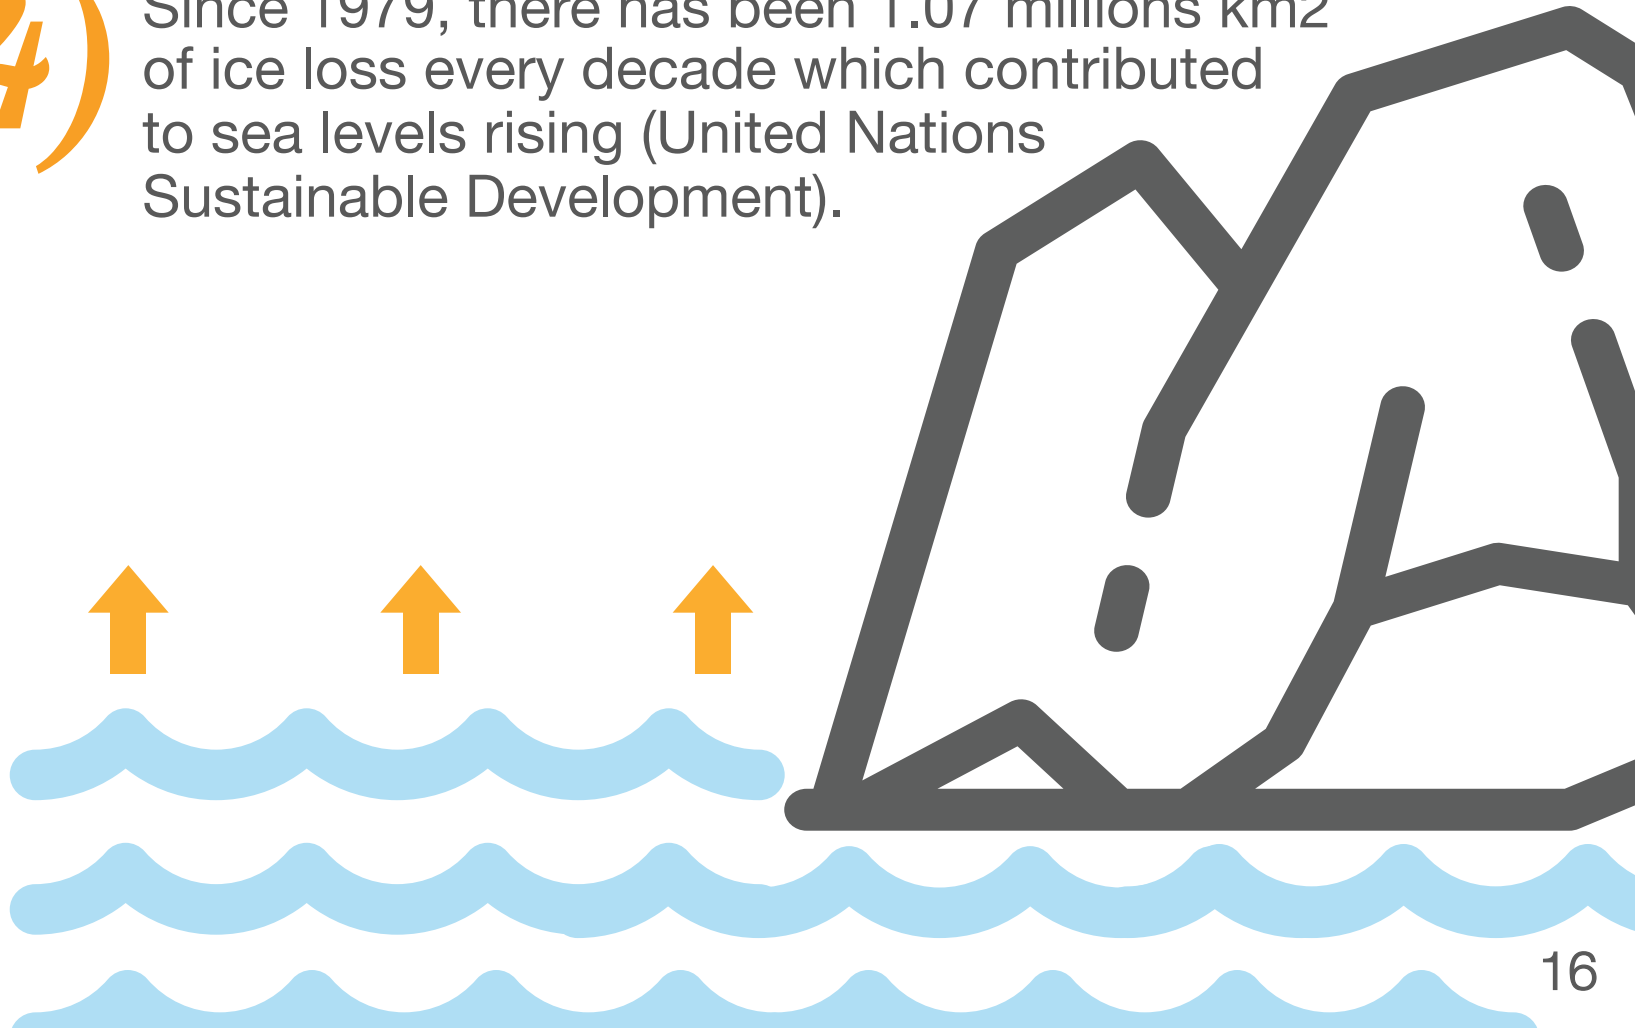 4)
Since 1979, there has been 1.07 millions km2
of ice loss every decade which contributed
to sea levels rising (United Nations
Sustainable Development).
16